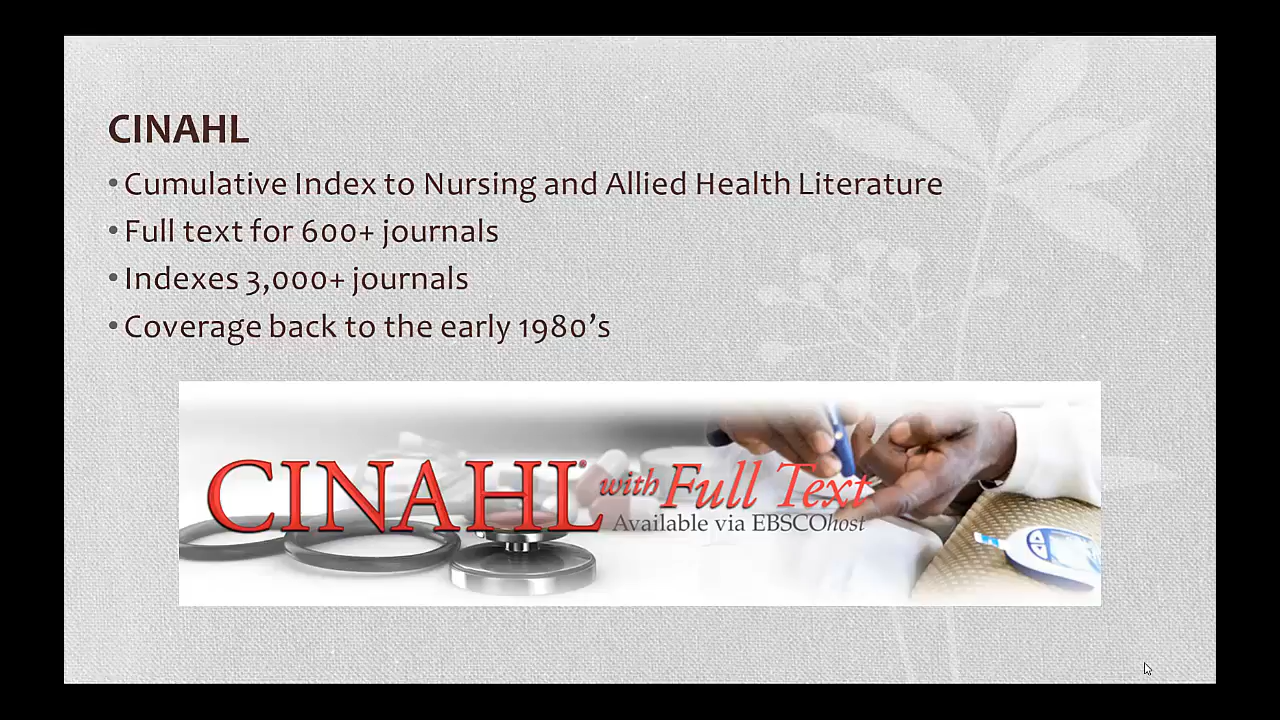 CINAHL
• Cumulative Index to Nursing and Allied Health Literature
• Full text for 600+ journals
• Indexes 3,000+ journals
• Coverage back to the early 1980’s
CINAHL® with Full Text
Available via EBSCOhost